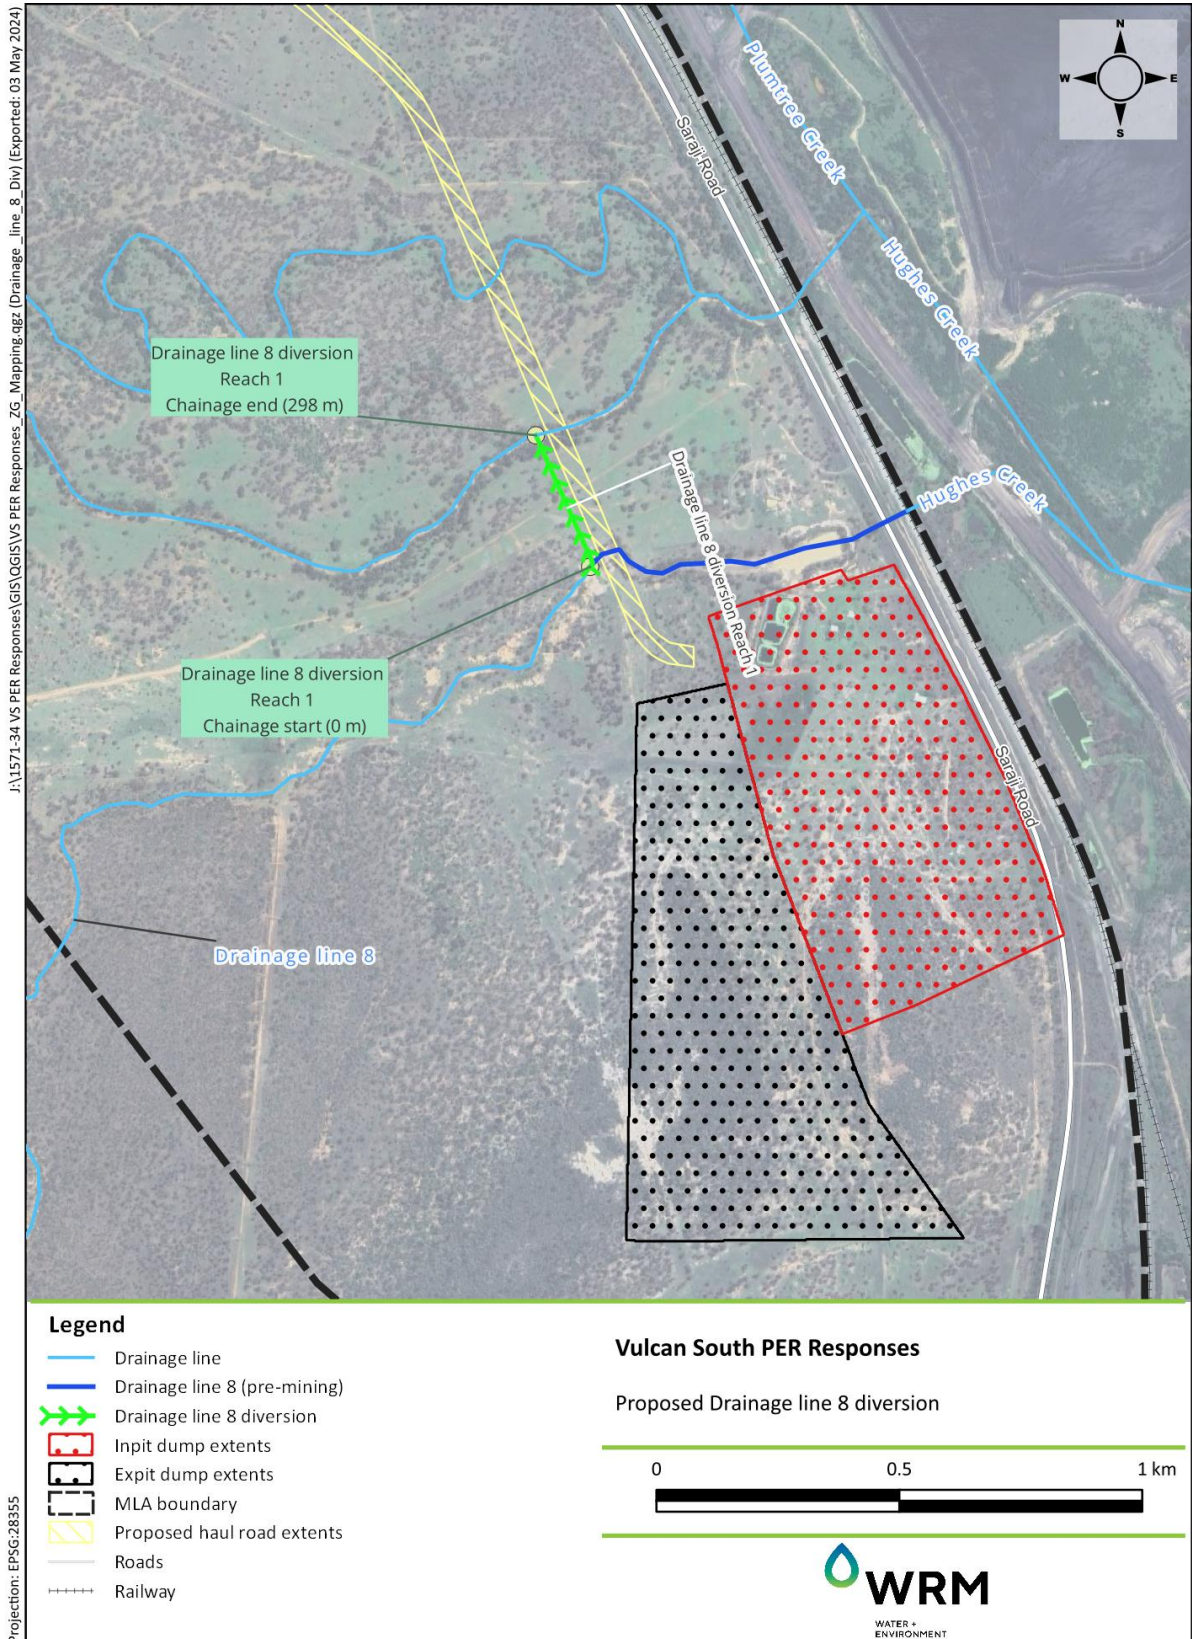 J:\1571-34 VS PER Responses\GIS\QGIS\VS PER Responses_ZG_Mapping.qgz (Drainage _line_8_Div) (Exported: 03 May 2024)
Projection: EPSG:28355
N
W
E
S
Plumtree Creek
Saraji Road
Hughes Creek
Drainage line 8 diversion
Reach 1
Chainage end (298 m)
Drainage line 8 diversion Reach 1
Hughes Creek
Drainage line 8 diversion
Reach 1
Chainage start (0 m)
Saraji Road
Drainage line 8
Legend
Drainage line
Drainage line 8 (pre-mining)
Drainage line 8 diversion
Inpit dump extents
Expit dump extents
MLA boundary
Proposed haul road extents
Roads
Railway
Vulcan South PER Responses
Proposed Drainage line 8 diversion
0 0.5 1 km
WRM
WATER +
ENVIRONMENT